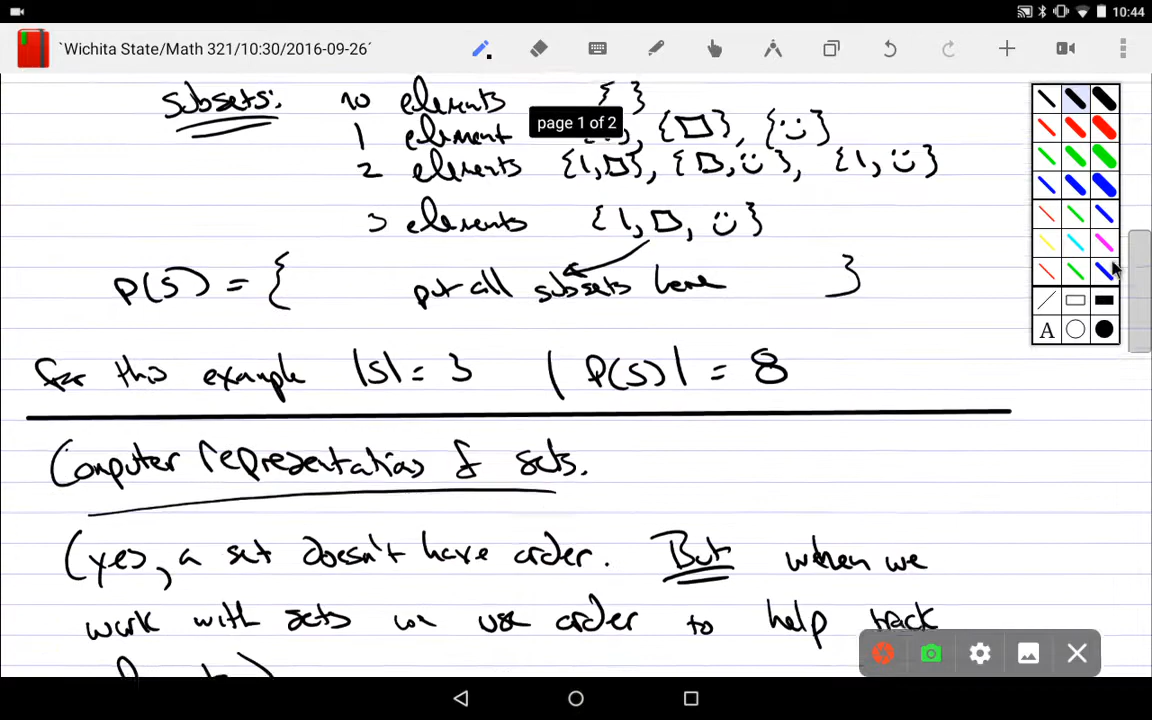 10:44
`Wichita State/Math 321/10:30/2016-09-26´
subsets: no elements { }
page 1 of 2
1 element , {□}, {☺}
2 elements {1,□}, {□,☺}, {1,☺}
3 elements {1,□,☺}
P(S) = { put all subsets here }
for this example |S| = 3 |P(S)| = 8
Computer representations of sets.
(yes, a set doesn't have order. But when we
work with sets we use order to help track
A